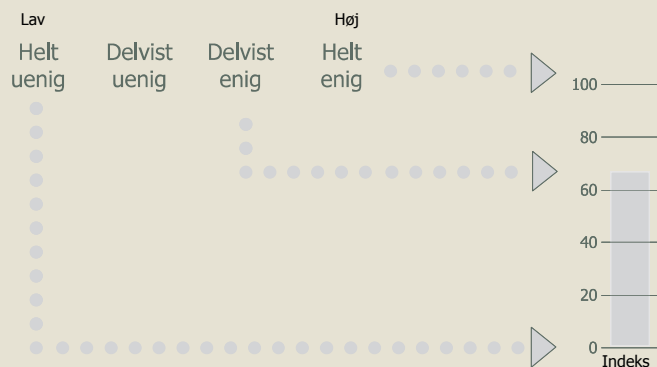 Lav Høj
Helt Delvist Delvist Helt
uenig uenig enig enig
100
80
60
40
20
0
Indeks